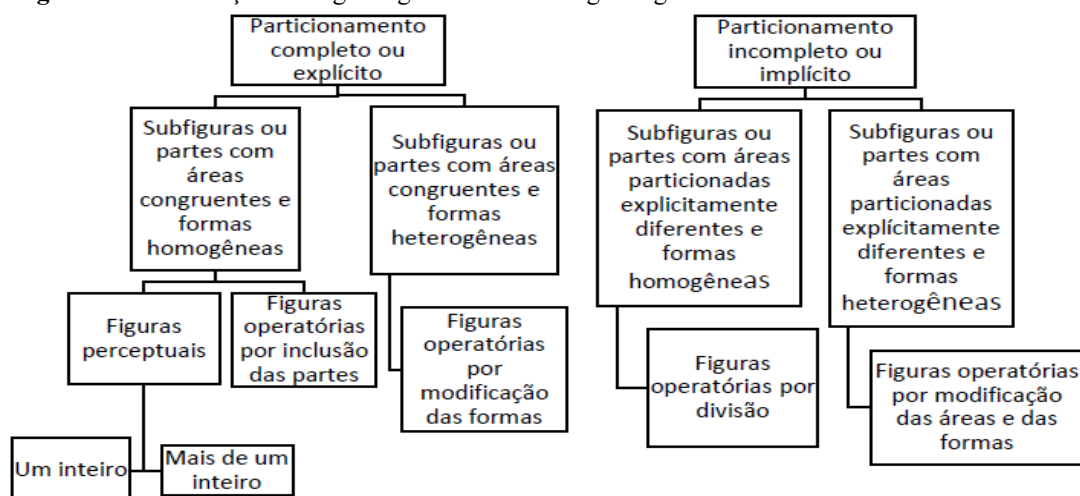 Particionamento
completo ou
explícito
Particionamento
incompleto ou
implícito
Subfiguras ou
partes com
áreas
congruentes e
formas
homogêneas
Subfiguras ou
partes com áreas
congruentes e
formas
heterogêneas
Subfiguras ou
partes com áreas
particionadas
explicitamente
diferentes e
formas
homogêneas
Subfiguras ou
partes com
áreas
particionadas
explícitamente
diferentes e
formas
heterogêneas
Figuras
perceptuais
Figuras
operatórias
por inclusão
das partes
Figuras
operatórias
por
modificação
das formas
Figuras
operatórias por
divisão
Figuras operatórias
por modificação
das áreas e das
formas
Um inteiro
Mais de um
inteiro